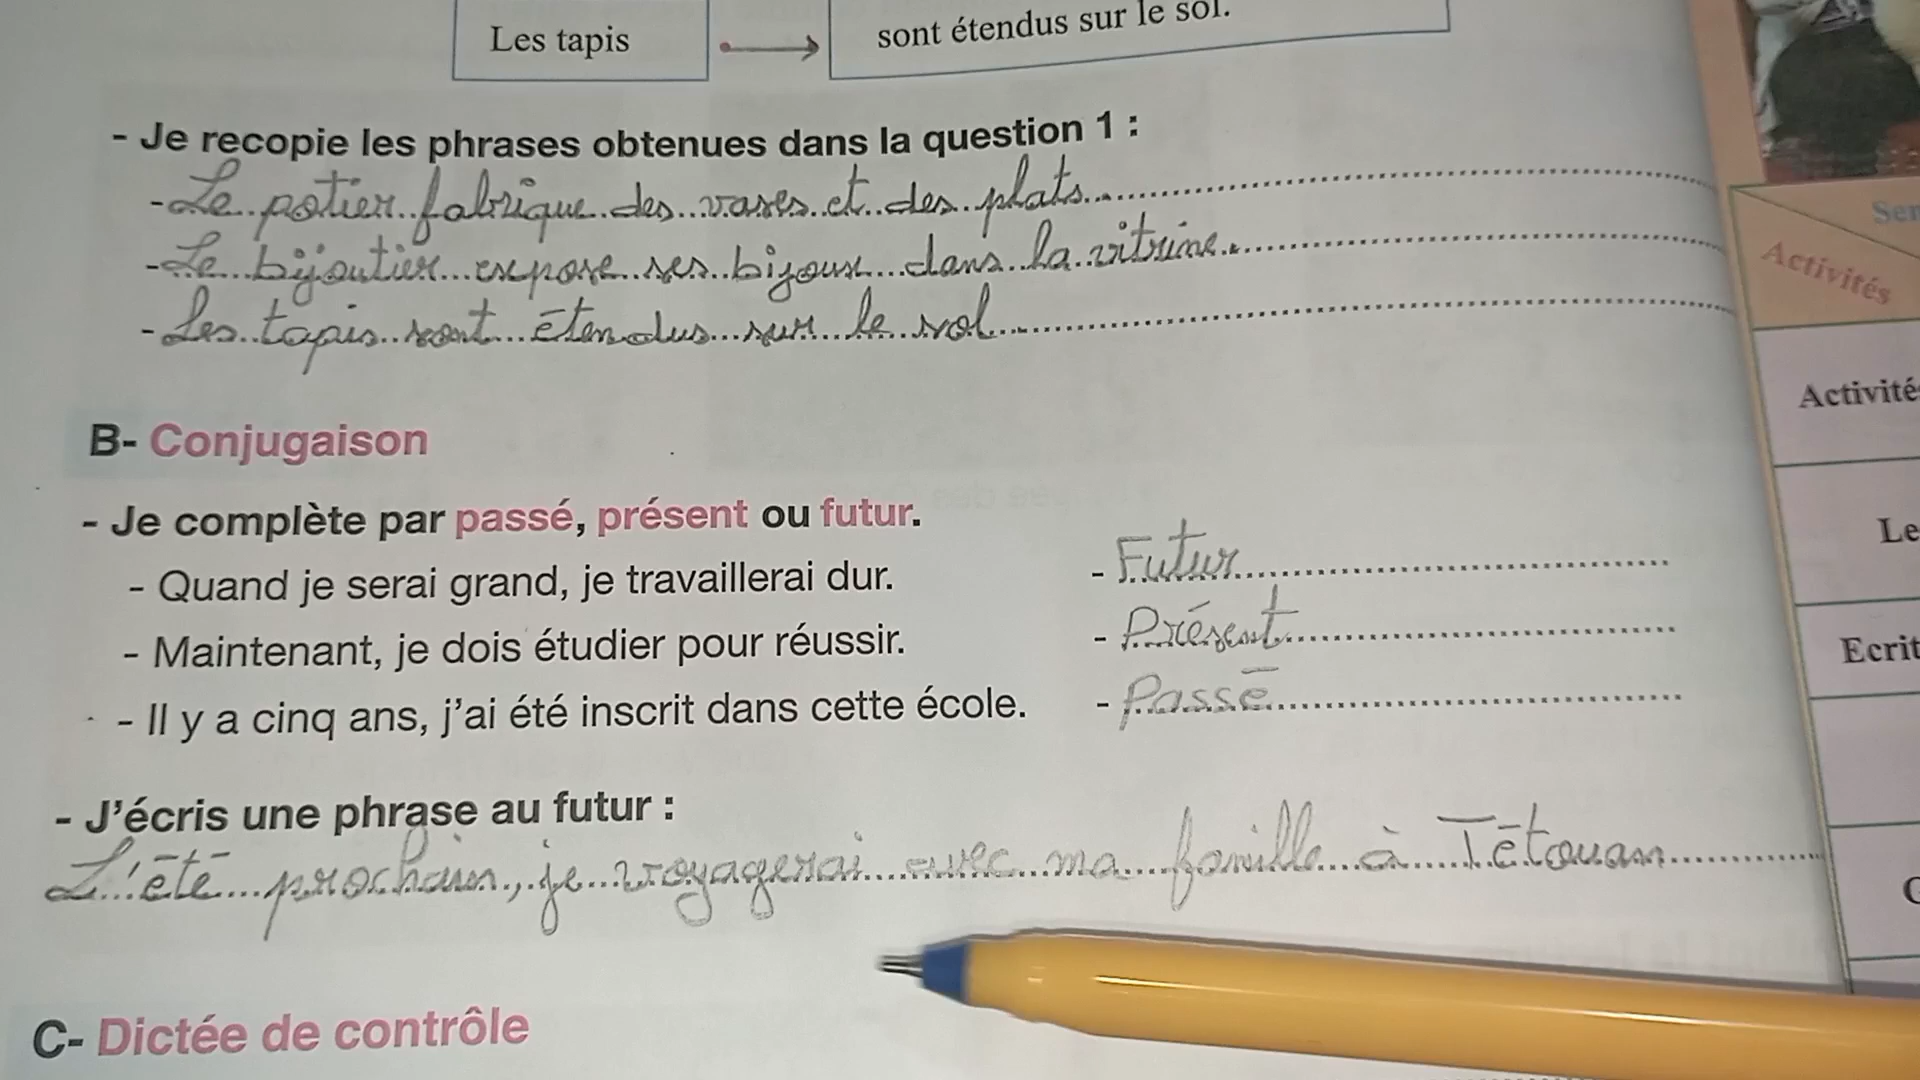 Les tapis
sont étendus sur le sol.
- Je recopie les phrases obtenues dans la question 1 :
- Le potier fabrique des vases et des plats
- Le bijoutier expose ses bijoux dans la vitrine.
- Les tapis sont étendus sur le sol
B- Conjugaison
- Je complète par passé, présent ou futur.
- Quand je serai grand, je travaillerai dur. - Futur
- Maintenant, je dois étudier pour réussir. - Présent
- Il y a cinq ans, j'ai été inscrit dans cette école. - Passé
- J'écris une phrase au futur :
L'été prochain, je voyagerai avec ma famille à Tétouan
C- Dictée de contrôle
Activités
Activité
Le
Ecrit